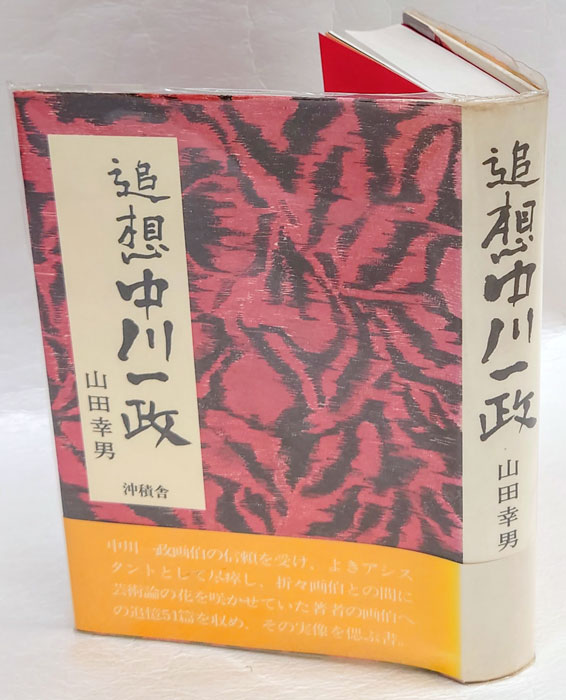 追想中川一政
山田幸男
沖積舎
中川一政画伯の信頼を受け、よきアシス
タントとして尽瘁し、折々画伯との間に
芸術論の花を咲かせていた著者の画伯へ
の追憶51篇を収め、その実像を偲ぶ書。
追想中川一政
山田幸男